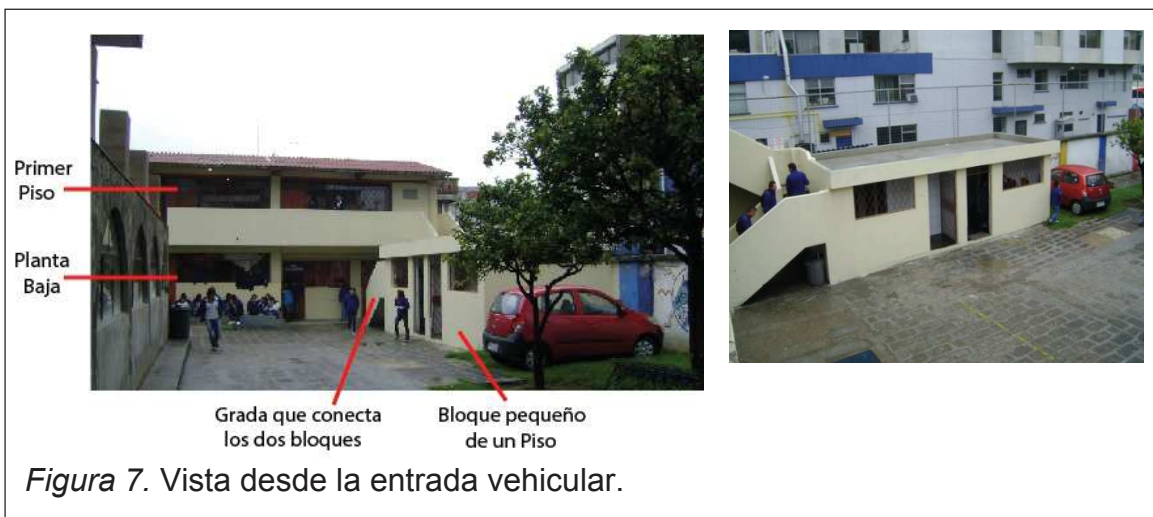 Primer
Piso
Planta
Baja
Grada que conecta
los dos bloques
Bloque pequeño
de un Piso
Figura 7. Vista desde la entrada vehicular.